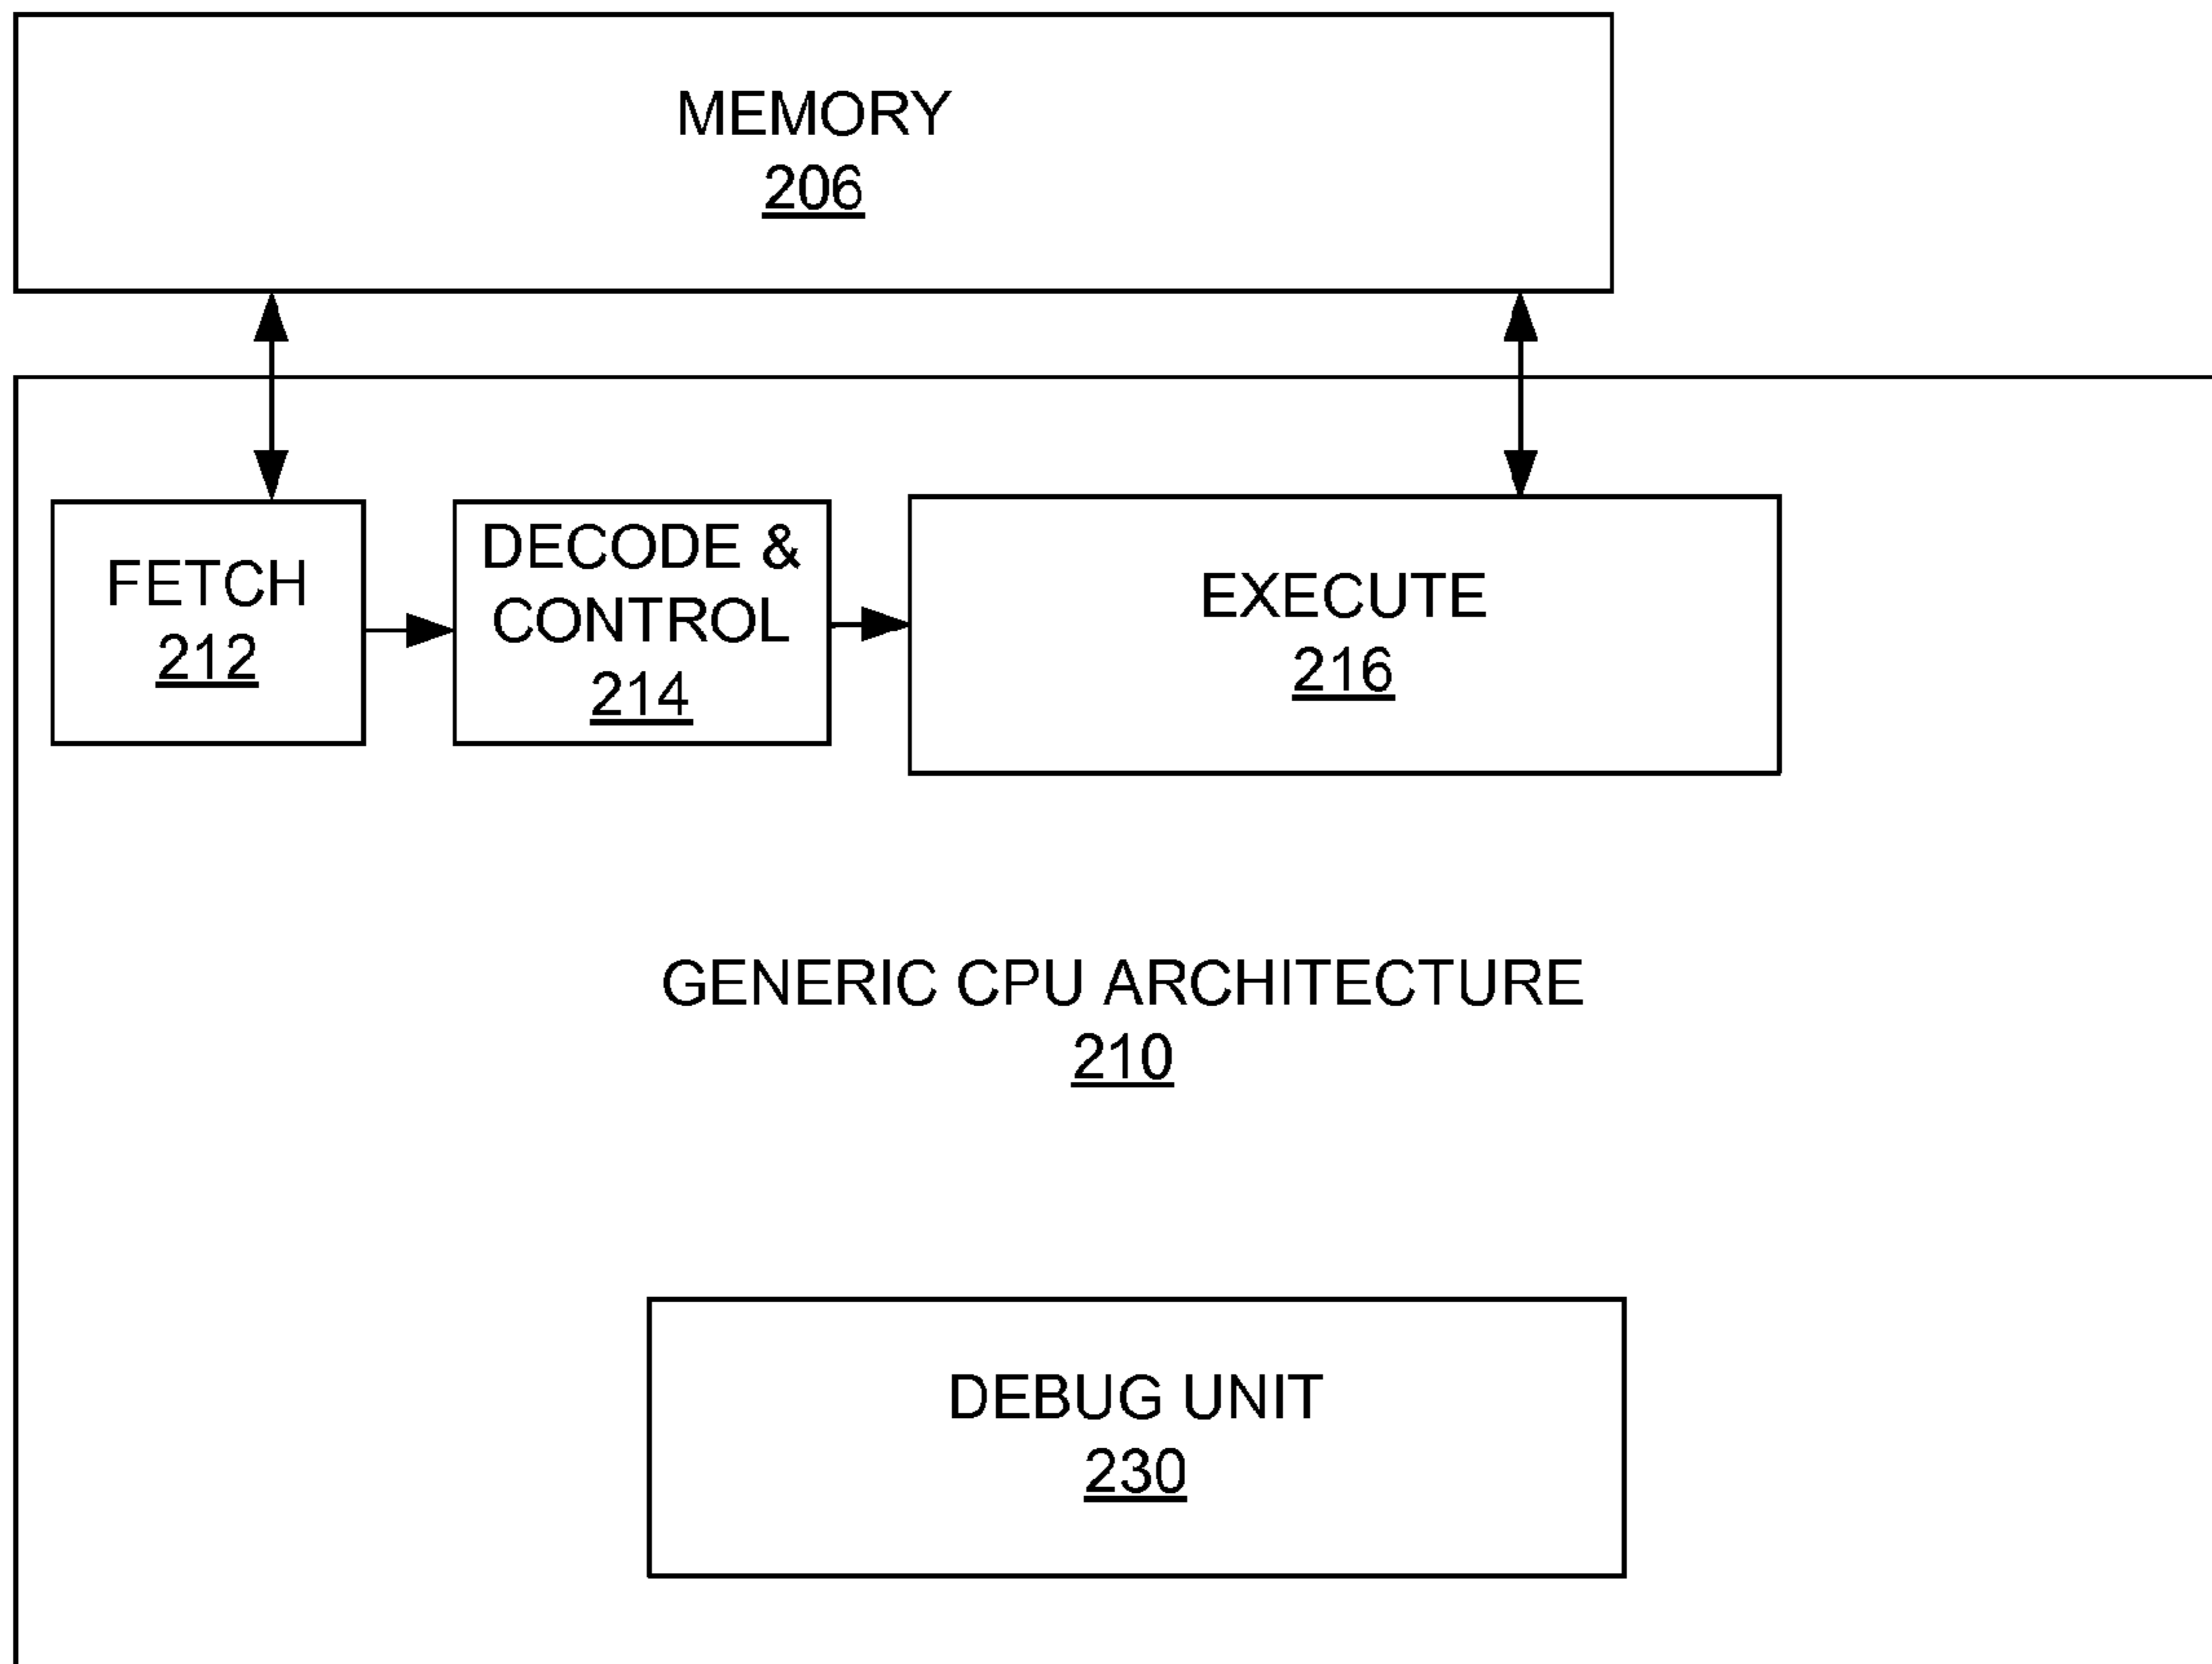 MEMORY
206
FETCH
212
DECODE &
CONTROL
214
EXECUTE
216
GENERIC CPU ARCHITECTURE
210
DEBUG UNIT
230